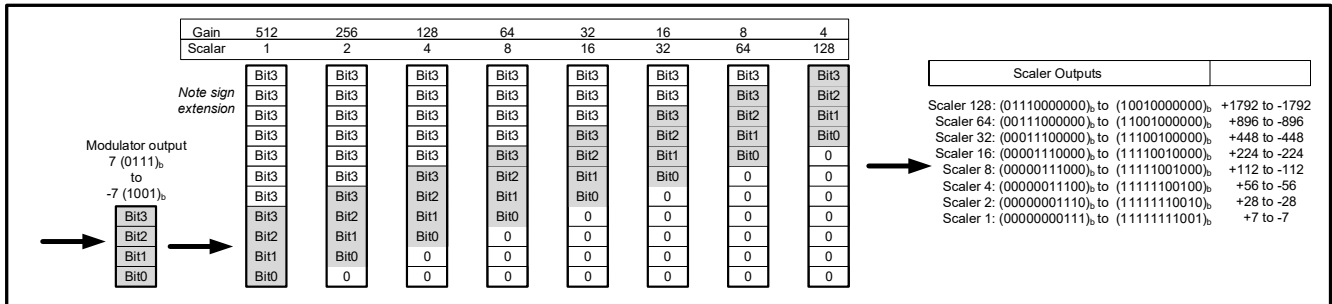 Gain 512 256 128 64 32 16 8 4
Scalar 1 2 4 8 16 32 64 128
Note sign
extension
Bit3 Bit3 Bit3 Bit3 Bit3 Bit3 Bit3 Bit3
Bit3 Bit3 Bit3 Bit3 Bit3 Bit3 Bit3 Bit2
Bit3 Bit3 Bit3 Bit3 Bit3 Bit3 Bit2 Bit1
Bit3 Bit3 Bit3 Bit3 Bit3 Bit2 Bit1 Bit0
Bit3 Bit3 Bit3 Bit3 Bit2 Bit1 Bit0 0
Bit3 Bit3 Bit3 Bit2 Bit1 Bit0 0 0
Bit3 Bit3 Bit2 Bit1 Bit0 0 0 0
Bit3 Bit2 Bit1 Bit0 0 0 0 0
Bit2 Bit1 Bit0 0 0 0 0 0
Bit1 Bit0 0 0 0 0 0 0
Bit0 0 0 0 0 0 0 0
Modulator output
7 (0111)b
to
-7 (1001)b
Bit3
Bit2
Bit1
Bit0
Scaler Outputs
Scaler 128: (01110000000)b to (10010000000)b +1792 to -1792
Scaler 64: (00111000000)b to (11001000000)b +896 to -896
Scaler 32: (00011100000)b to (11100100000)b +448 to -448
Scaler 16: (00001110000)b to (11110010000)b +224 to -224
Scaler 8: (00000111000)b to (11111001000)b +112 to -112
Scaler 4: (00000011100)b to (11111100100)b +56 to -56
Scaler 2: (00000001110)b to (11111110010)b +28 to -28
Scaler 1: (00000000111)b to (11111111001)b +7 to -7